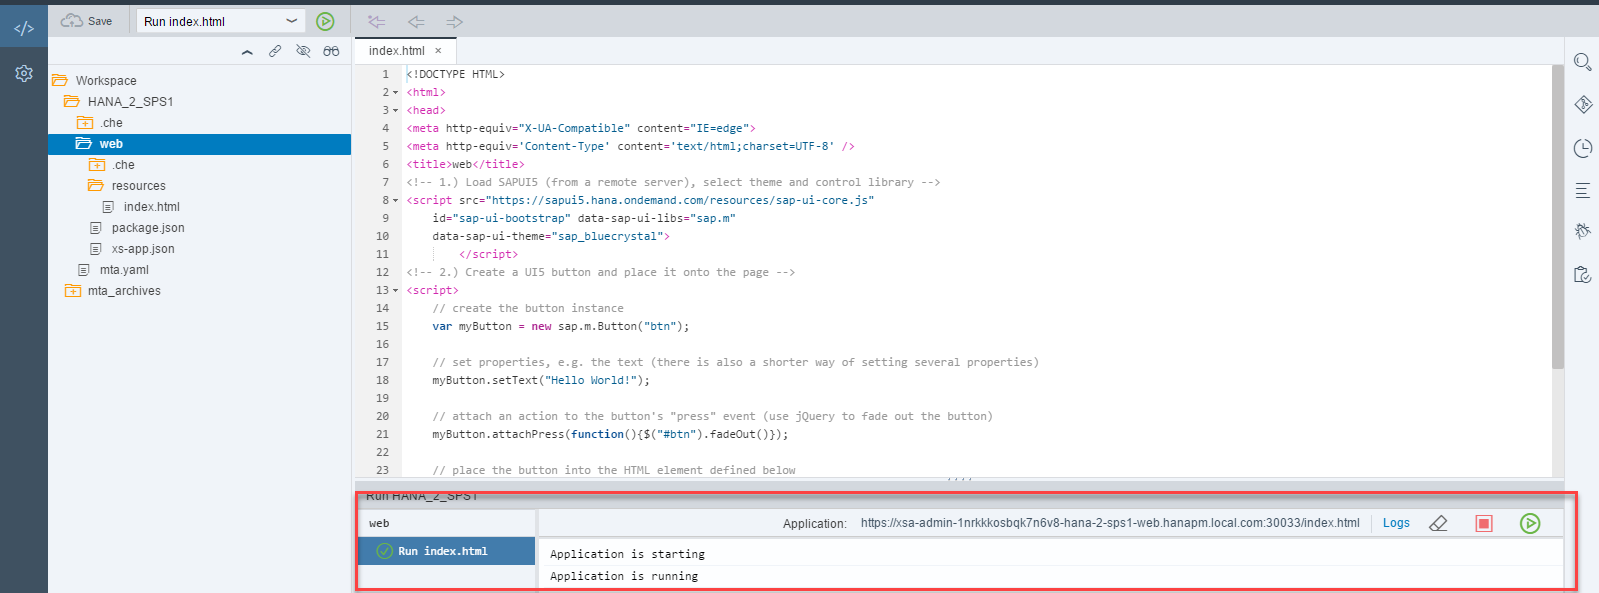 </> Save Run index.html
index.html ×
Workspace
HANA_2_SPS1
.che
web
.che
resources
index.html
package.json
xs-app.json
mta.yaml
mta_archives
1 <!DOCTYPE HTML>
2 <html>
3 <head>
4 <meta http-equiv="X-UA-Compatible" content="IE=edge">
5 <meta http-equiv='Content-Type' content='text/html;charset=UTF-8' />
6 <title>web</title>
7 <!-- 1.) Load SAPUI5 (from a remote server), select theme and control library -->
8 <script src="https://sapui5.hana.ondemand.com/resources/sap-ui-core.js"
9 id="sap-ui-bootstrap" data-sap-ui-libs="sap.m"
10 data-sap-ui-theme="sap_bluecrystal">
11 </script>
12 <!-- 2.) Create a UI5 button and place it onto the page -->
13 <script>
14 // create the button instance
15 var myButton = new sap.m.Button("btn");
16
17 // set properties, e.g. the text (there is also a shorter way of setting several properties)
18 myButton.setText("Hello World!");
19
20 // attach an action to the button's "press" event (use jQuery to fade out the button)
21 myButton.attachPress(function(){$("#btn").fadeOut()});
22
23 // place the button into the HTML element defined below
Run HANA_2_SPS1
web
Application: https://xsa-admin-1nrkkkosbqk7n6v8-hana-2-sps1-web.hanapm.local.com:30033/index.html Logs
Run index.html
Application is starting
Application is running